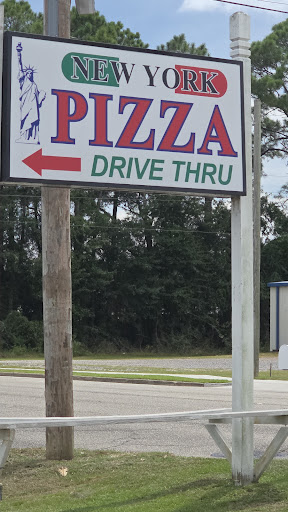 NEW YORK
PIZZA
DRIVE THRU